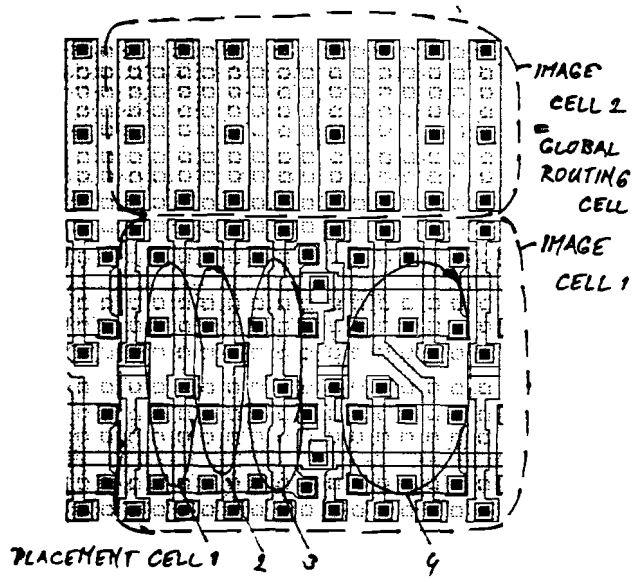 IMAGE
CELL 2
=
GLOBAL
ROUTING
CELL
IMAGE
CELL 1
PLACEMENT CELL 1 2 3 4